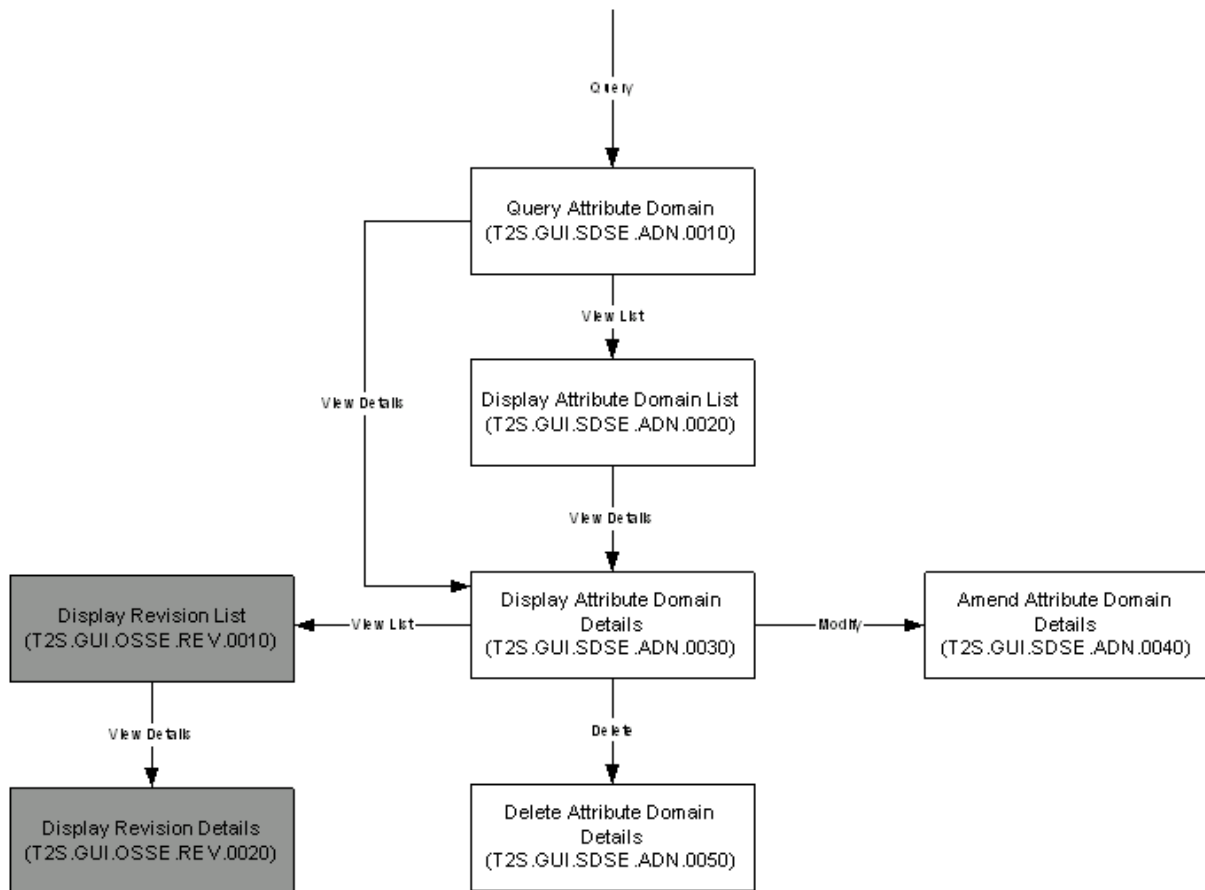 Query
Query Attribute Domain
(T2S.GUI.SDSE.ADN.0010)
View List
View Details
Display Attribute Domain List
(T2S.GUI.SDSE.ADN.0020)
View Details
Display Revision List
(T2S.GUI.OSSE.REV.0010)
View List
Display Attribute Domain
Details
(T2S.GUI.SDSE.ADN.0030)
Modify
Amend Attribute Domain
Details
(T2S.GUI.SDSE.ADN.0040)
View Details
Delete
Display Revision Details
(T2S.GUI.OSSE.REV.0020)
Delete Attribute Domain
Details
(T2S.GUI.SDSE.ADN.0050)